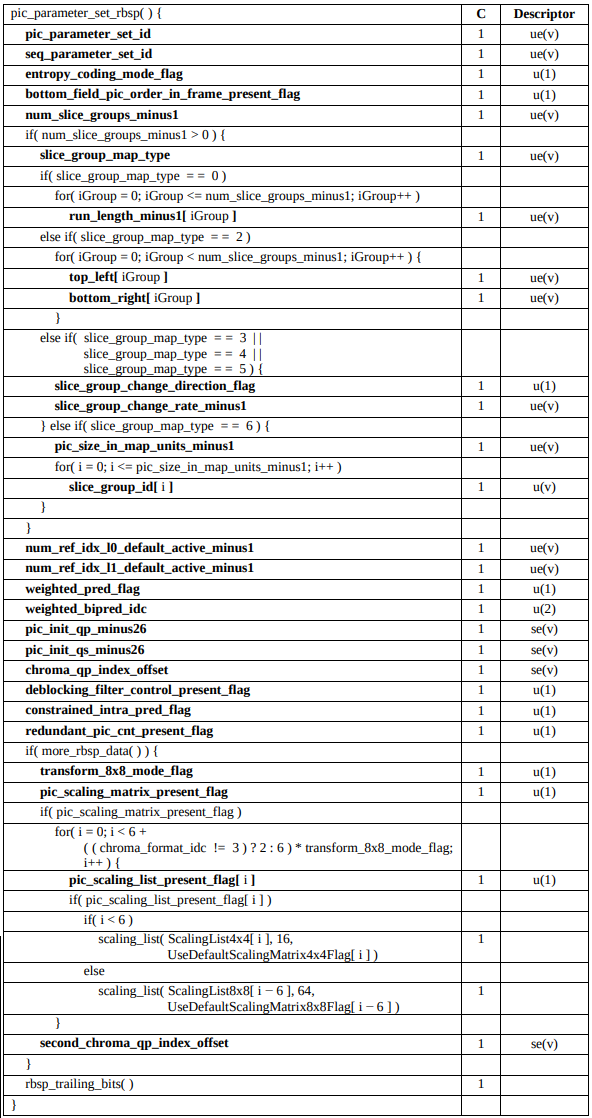 pic_parameter_set_rbsp( ) { C Descriptor
pic_parameter_set_id 1 ue(v)
seq_parameter_set_id 1 ue(v)
entropy_coding_mode_flag 1 u(1)
bottom_field_pic_order_in_frame_present_flag 1 u(1)
num_slice_groups_minus1 1 ue(v)
if( num_slice_groups_minus1 > 0 ) {
slice_group_map_type 1 ue(v)
if( slice_group_map_type = = 0 )
for( iGroup = 0; iGroup <= num_slice_groups_minus1; iGroup++ )
run_length_minus1[ iGroup ] 1 ue(v)
else if( slice_group_map_type = = 2 )
for( iGroup = 0; iGroup < num_slice_groups_minus1; iGroup++ ) {
top_left[ iGroup ] 1 ue(v)
bottom_right[ iGroup ] 1 ue(v)
}
else if( slice_group_map_type = = 3 | |
slice_group_map_type = = 4 | |
slice_group_map_type = = 5 ) {
slice_group_change_direction_flag 1 u(1)
slice_group_change_rate_minus1 1 ue(v)
} else if( slice_group_map_type = = 6 ) {
pic_size_in_map_units_minus1 1 ue(v)
for( i = 0; i <= pic_size_in_map_units_minus1; i++ )
slice_group_id[ i ] 1 u(v)
}
}
num_ref_idx_l0_default_active_minus1 1 ue(v)
num_ref_idx_l1_default_active_minus1 1 ue(v)
weighted_pred_flag 1 u(1)
weighted_bipred_idc 1 u(2)
pic_init_qp_minus26 1 se(v)
pic_init_qs_minus26 1 se(v)
chroma_qp_index_offset 1 se(v)
deblocking_filter_control_present_flag 1 u(1)
constrained_intra_pred_flag 1 u(1)
redundant_pic_cnt_present_flag 1 u(1)
if( more_rbsp_data( ) ) {
transform_8x8_mode_flag 1 u(1)
pic_scaling_matrix_present_flag 1 u(1)
if( pic_scaling_matrix_present_flag )
for( i = 0; i < 6 +
( ( chroma_format_idc != 3 ) ? 2 : 6 ) * transform_8x8_mode_flag;
i++ ) {
pic_scaling_list_present_flag[ i ] 1 u(1)
if( pic_scaling_list_present_flag[ i ] )
if( i < 6 )
scaling_list( ScalingList4x4[ i ], 16, 1
UseDefaultScalingMatrix4x4Flag[ i ] )
else
scaling_list( ScalingList8x8[ i − 6 ], 64, 1
UseDefaultScalingMatrix8x8Flag[ i − 6 ] )
}
second_chroma_qp_index_offset 1 se(v)
}
rbsp_trailing_bits( ) 1
}